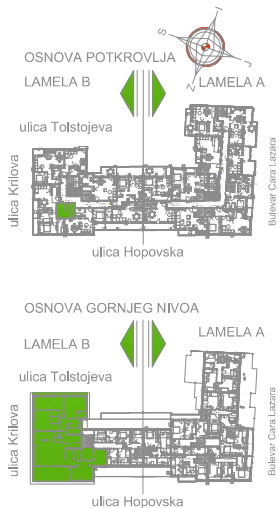 S
I
J
Z
OSNOVA POTKROVLJA
LAMELA B
LAMELA A
ulica Tolstojeva
ulica Krilova
Bulevar Cara Lazara
ulica Hopovska
OSNOVA GORNJEG NIVOA
LAMELA A
LAMELA B
ulica Tolstojeva
ulica Krilova
Bulevar Cara Lazara
ulica Hopovska